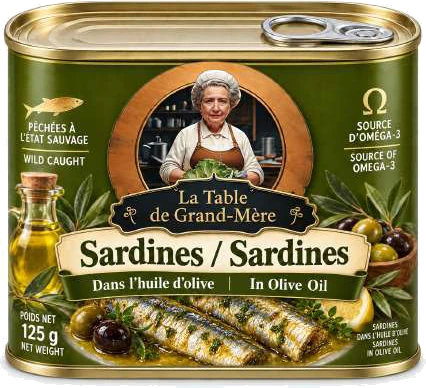 PÊCHÉES À
L'ÉTAT SAUVAGE
WILD CAUGHT
Ω
SOURCE
D'OMÉGA-3
SOURCE OF
OMEGA-3
La Table
de Grand-Mère
Sardines / Sardines
Dans l'huile d'olive | In Olive Oil
POIDS NET
125 g
NET WEIGHT
SARDINES
DANS L'HUILE D'OLIVE
SARDINES
IN OLIVE OIL